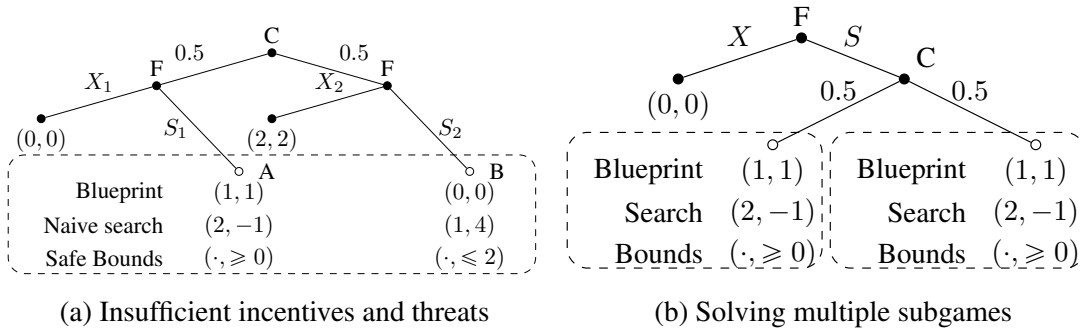 C
0.5 0.5
F F
X₁ X₂
S₁ S₂
(0, 0) (2, 2)
A B
Blueprint (1, 1) (0, 0)
Naive search (2, −1) (1, 4)
Safe Bounds (·, ⩾ 0) (·, ⩽ 2)
(a) Insufficient incentives and threats
F
X S
C
(0, 0)
0.5 0.5
Blueprint (1, 1) Blueprint (1, 1)
Search (2, −1) Search (2, −1)
Bounds (·, ⩾ 0) Bounds (·, ⩾ 0)
(b) Solving multiple subgames